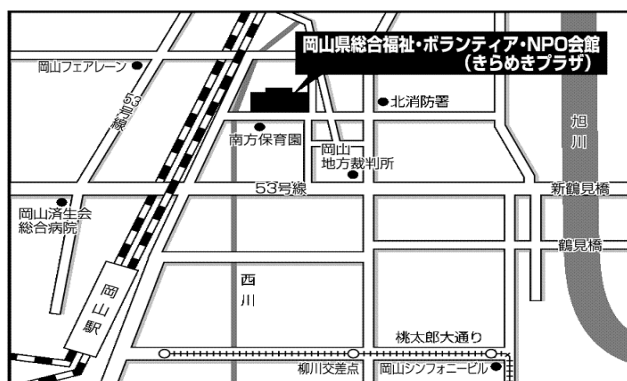 岡山県総合福祉・ボランティア・NPO会館
（きらめきプラザ）
岡山フェアレーン
53号線
北消防署
旭川
南方保育園
岡山
地方裁判所
53号線
新鶴見橋
岡山済生会
総合病院
鶴見橋
西川
岡山駅
桃太郎大通り
柳川交差点
岡山シンフォニービル